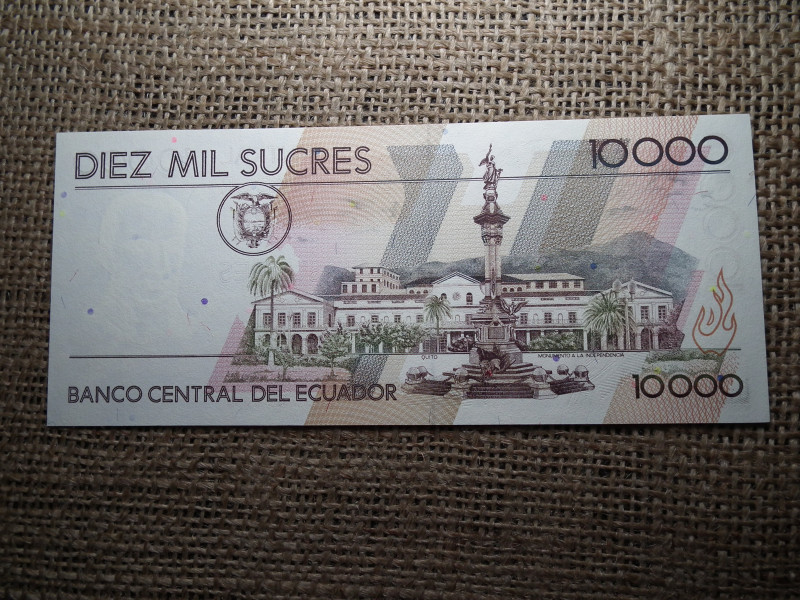 DIEZ MIL SUCRES
10000
QUITO
MONUMENTO A LA INDEPENDENCIA
BANCO CENTRAL DEL ECUADOR
10000